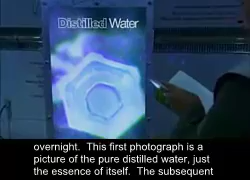 Distilled Water
overnight. This first photograph is a
picture of the pure distilled water, just
the essence of itself. The subsequent